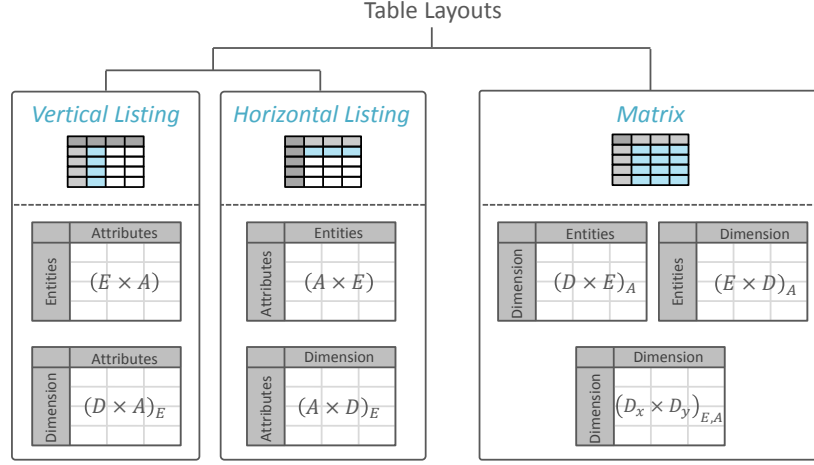 Table Layouts
Vertical Listing
Attributes
Entities
(E × A)
Attributes
Dimension
(D × A)_E
Horizontal Listing
Entities
Attributes
(A × E)
Dimension
Attributes
(A × D)_E
Matrix
Entities
Dimension
(D × E)_A
Dimension
Entities
(E × D)_A
Dimension
Dimension
(D_x × D_y)_{E,A}